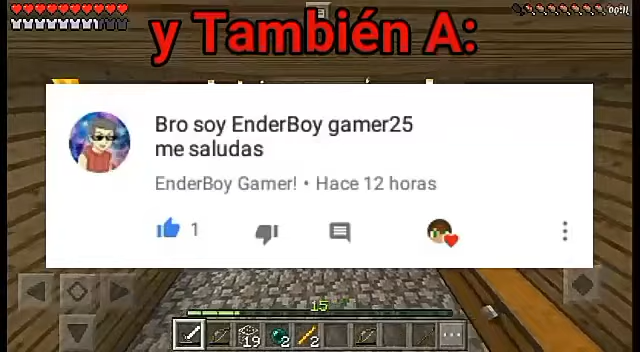 y También A:
Bro soy EnderBoy gamer25
me saludas
EnderBoy Gamer! • Hace 12 horas
1
15
19
2
2